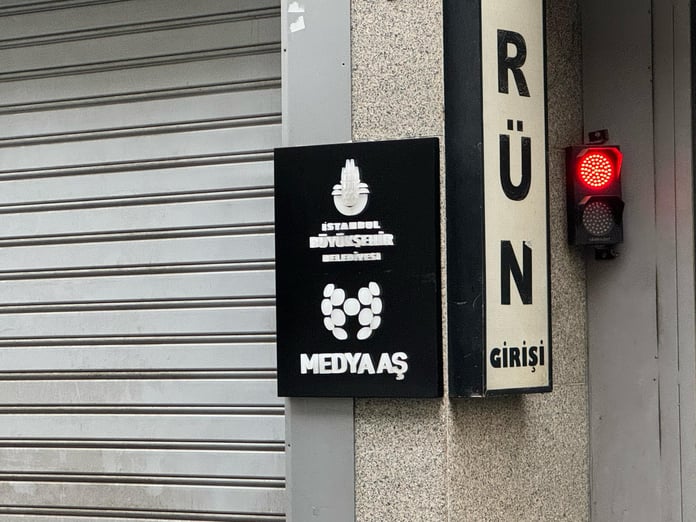 İSTANBUL
BÜYÜKŞEHİR
BELEDİYESİ
MEDYA AŞ
R
Ü
N
GİRİŞİ